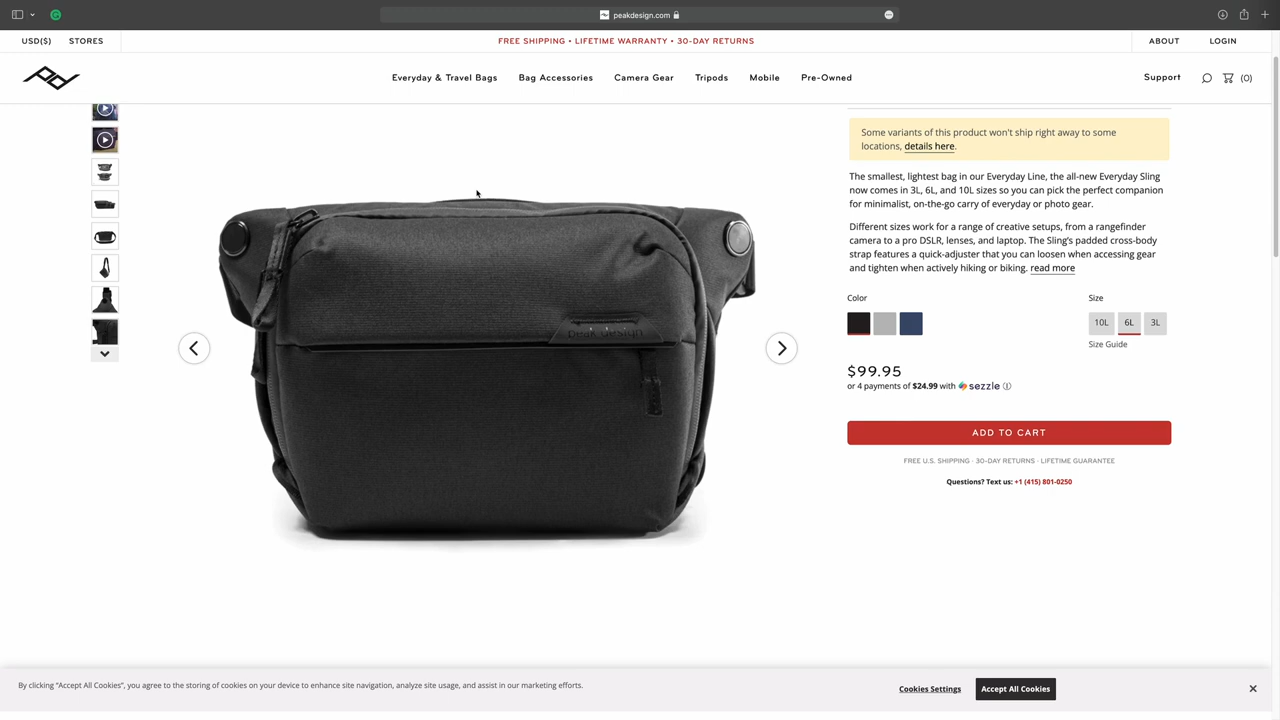 peakdesign.com
USD($) STORES
FREE SHIPPING • LIFETIME WARRANTY • 30-DAY RETURNS
ABOUT LOGIN
Everyday & Travel Bags Bag Accessories Camera Gear Tripods Mobile Pre-Owned
Support (0)
Some variants of this product won't ship right away to some
locations, details here.
The smallest, lightest bag in our Everyday Line, the all-new Everyday Sling
now comes in 3L, 6L, and 10L sizes so you can pick the perfect companion
for minimalist, on-the-go carry of everyday or photo gear.
Different sizes work for a range of creative setups, from a rangefinder
camera to a pro DSLR, lenses, and laptop. The Sling's padded cross-body
strap features a quick-adjuster that you can loosen when accessing gear
and tighten when actively hiking or biking. read more
Color Size
10L 6L 3L
Size Guide
peak design
$99.95
or 4 payments of $24.99 with sezzle
ADD TO CART
FREE U.S. SHIPPING · 30-DAY RETURNS · LIFETIME GUARANTEE
Questions? Text us: +1 (415) 801-0250
By clicking "Accept All Cookies", you agree to the storing of cookies on your device to enhance site navigation, analyze site usage, and assist in our marketing efforts.
Cookies Settings Accept All Cookies